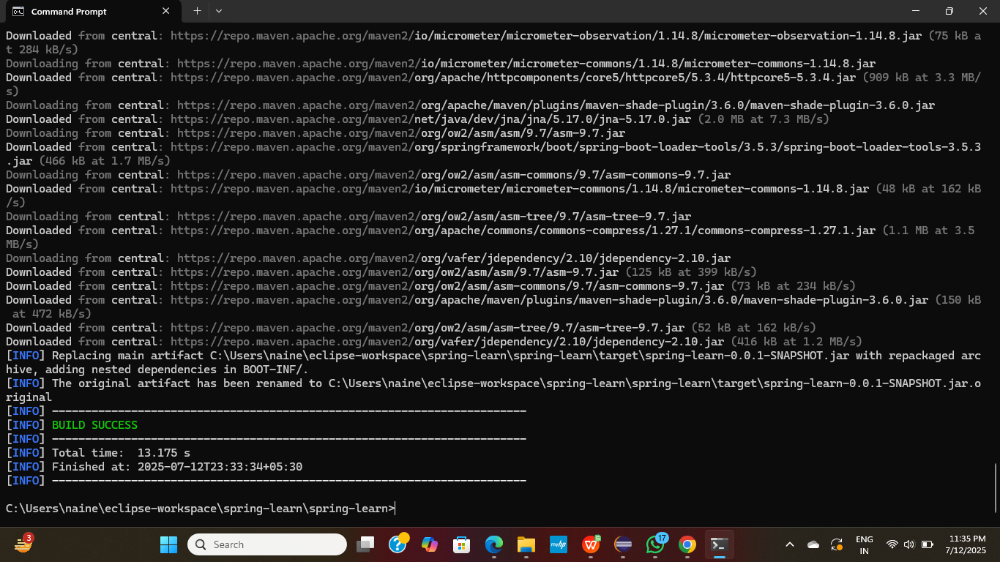 Command Prompt
Downloaded from central: https://repo.maven.apache.org/maven2/io/micrometer/micrometer-observation/1.14.8/micrometer-observation-1.14.8.jar (75 kB a
t 284 kB/s)
Downloading from central: https://repo.maven.apache.org/maven2/io/micrometer/micrometer-commons/1.14.8/micrometer-commons-1.14.8.jar
Downloaded from central: https://repo.maven.apache.org/maven2/org/apache/httpcomponents/core5/httpcore5/5.3.4/httpcore5-5.3.4.jar (909 kB at 3.3 MB/
s)
Downloading from central: https://repo.maven.apache.org/maven2/org/apache/maven/plugins/maven-shade-plugin/3.6.0/maven-shade-plugin-3.6.0.jar
Downloaded from central: https://repo.maven.apache.org/maven2/net/java/dev/jna/jna/5.17.0/jna-5.17.0.jar (2.0 MB at 7.3 MB/s)
Downloading from central: https://repo.maven.apache.org/maven2/org/ow2/asm/asm/9.7/asm-9.7.jar
Downloaded from central: https://repo.maven.apache.org/maven2/org/springframework/boot/spring-boot-loader-tools/3.5.3/spring-boot-loader-tools-3.5.3
.jar (466 kB at 1.7 MB/s)
Downloading from central: https://repo.maven.apache.org/maven2/org/ow2/asm/asm-commons/9.7/asm-commons-9.7.jar
Downloaded from central: https://repo.maven.apache.org/maven2/io/micrometer/micrometer-commons/1.14.8/micrometer-commons-1.14.8.jar (48 kB at 162 kB
/s)
Downloading from central: https://repo.maven.apache.org/maven2/org/ow2/asm/asm-tree/9.7/asm-tree-9.7.jar
Downloaded from central: https://repo.maven.apache.org/maven2/org/apache/commons/commons-compress/1.27.1/commons-compress-1.27.1.jar (1.1 MB at 3.5
MB/s)
Downloading from central: https://repo.maven.apache.org/maven2/org/vafer/jdependency/2.10/jdependency-2.10.jar
Downloaded from central: https://repo.maven.apache.org/maven2/org/ow2/asm/asm/9.7/asm-9.7.jar (125 kB at 399 kB/s)
Downloaded from central: https://repo.maven.apache.org/maven2/org/ow2/asm/asm-commons/9.7/asm-commons-9.7.jar (73 kB at 234 kB/s)
Downloaded from central: https://repo.maven.apache.org/maven2/org/apache/maven/plugins/maven-shade-plugin/3.6.0/maven-shade-plugin-3.6.0.jar (150 kB
at 472 kB/s)
Downloaded from central: https://repo.maven.apache.org/maven2/org/ow2/asm/asm-tree/9.7/asm-tree-9.7.jar (52 kB at 162 kB/s)
Downloaded from central: https://repo.maven.apache.org/maven2/org/vafer/jdependency/2.10/jdependency-2.10.jar (416 kB at 1.2 MB/s)
[INFO] Replacing main artifact C:\Users\naine\eclipse-workspace\spring-learn\spring-learn\target\spring-learn-0.0.1-SNAPSHOT.jar with repackaged arc
hive, adding nested dependencies in BOOT-INF/.
[INFO] The original artifact has been renamed to C:\Users\naine\eclipse-workspace\spring-learn\spring-learn\target\spring-learn-0.0.1-SNAPSHOT.jar.o
riginal
[INFO] ------------------------------------------------------------------------
[INFO] BUILD SUCCESS
[INFO] ------------------------------------------------------------------------
[INFO] Total time:  13.175 s
[INFO] Finished at: 2025-07-12T23:33:34+05:30
[INFO] ------------------------------------------------------------------------
C:\Users\naine\eclipse-workspace\spring-learn\spring-learn>
3
Search
myhp
17
ENG
IN
11:35 PM
7/12/2025